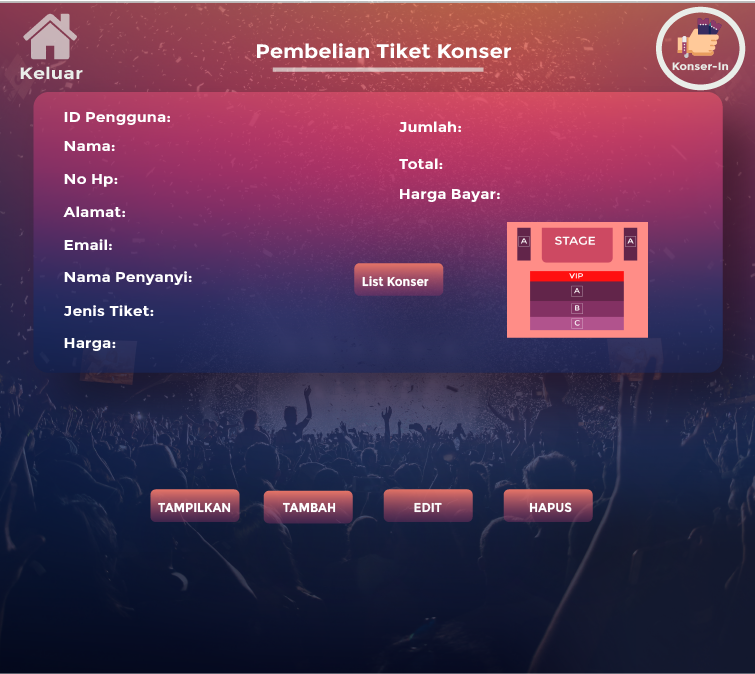 Pembelian Tiket Konser
Keluar
Konser-In
ID Pengguna:
Nama:
No Hp:
Alamat:
Email:
Nama Penyanyi:
Jenis Tiket:
Harga:
Jumlah:
Total:
Harga Bayar:
List Konser
A
STAGE
A
VIP
A
B
C
TAMPILKAN
TAMBAH
EDIT
HAPUS